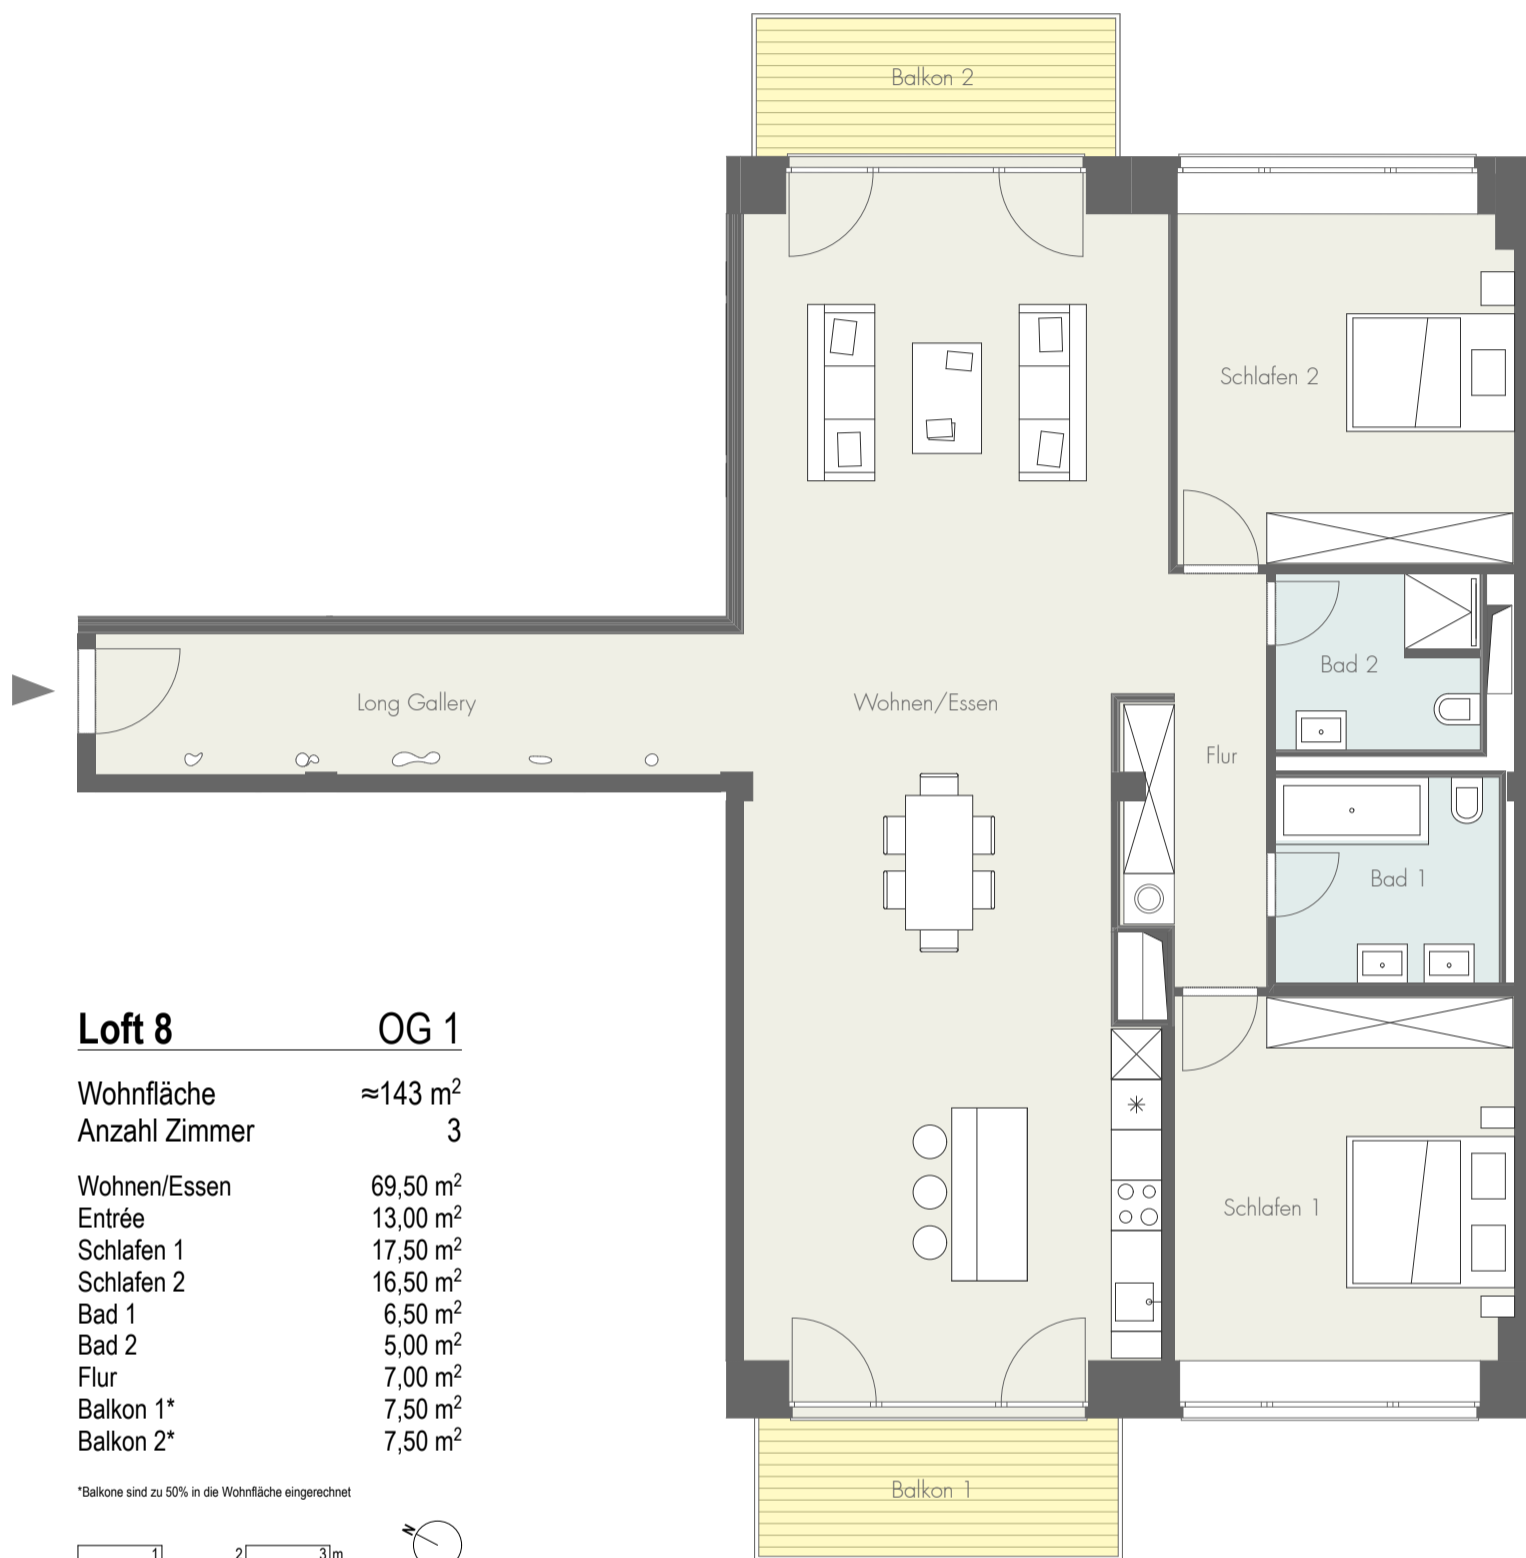 Balkon 2
Schlafen 2
Bad 2
Long Gallery
Wohnen/Essen
Flur
Bad 1
Loft 8 OG 1
Wohnfläche ≈143 m²
Anzahl Zimmer 3
Wohnen/Essen 69,50 m²
Entrée 13,00 m²
Schlafen 1 17,50 m²
Schlafen 2 16,50 m²
Bad 1 6,50 m²
Bad 2 5,00 m²
Flur 7,00 m²
Balkon 1* 7,50 m²
Balkon 2* 7,50 m²
*Balkone sind zu 50% in die Wohnfläche eingerechnet
Schlafen 1
Balkon 1
N
1 2 3 m